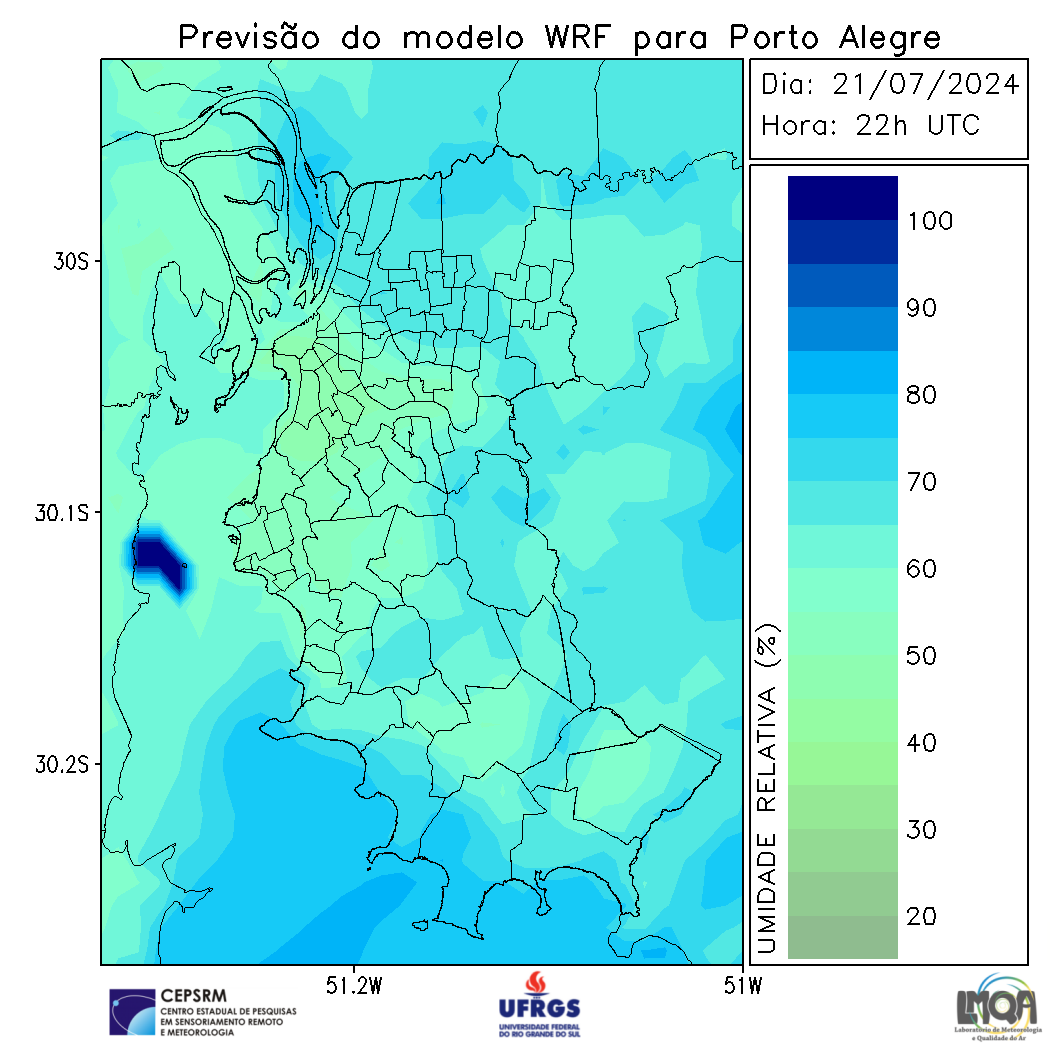 Previsão do modelo WRF para Porto Alegre
Dia: 21/07/2024
Hora: 22h UTC
30S
30.1S
30.2S
51.2W
51W
100
90
80
70
60
50
40
30
20
UMIDADE RELATIVA (%)
CEPSRM
CENTRO ESTADUAL DE PESQUISAS
EM SENSORIAMENTO REMOTO
E METEOROLOGIA
UFRGS
UNIVERSIDADE FEDERAL
DO RIO GRANDE DO SUL
LMQA
Laboratório de Meteorologia
e Qualidade do Ar